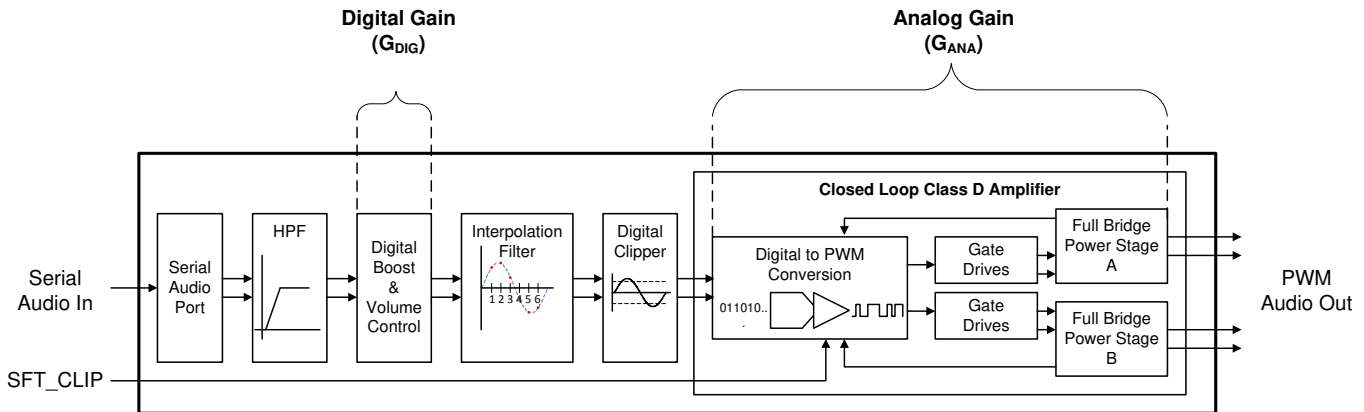 Digital Gain
(GDIG)
Analog Gain
(GANA)
Closed Loop Class D Amplifier
Serial
Audio In
Serial
Audio
Port
HPF
Digital
Boost
&
Volume
Control
Interpolation
Filter
1 2 3 4 5 6
Digital
Clipper
Digital to PWM
Conversion
011010..
.
Gate
Drives
Gate
Drives
Full Bridge
Power Stage
A
Full Bridge
Power Stage
B
PWM
Audio Out
SFT_CLIP